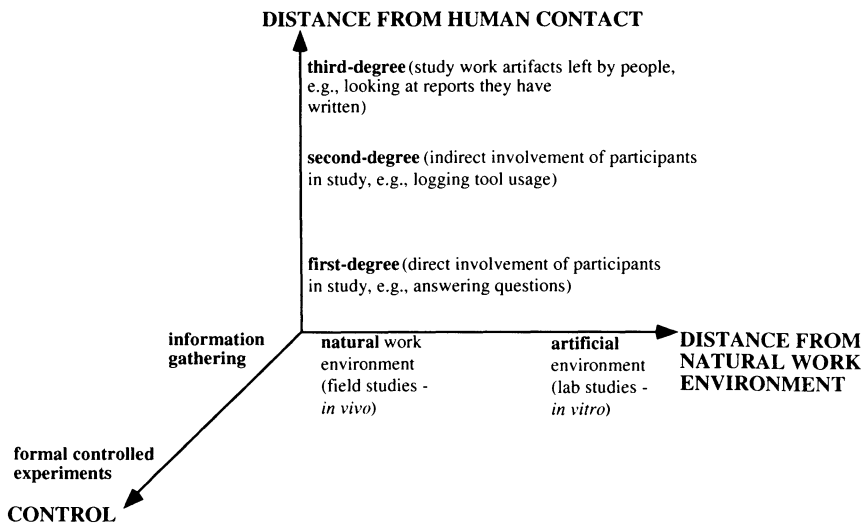 DISTANCE FROM HUMAN CONTACT
third-degree (study work artifacts left by people,
e.g., looking at reports they have
written)
second-degree (indirect involvement of participants
in study, e.g., logging tool usage)
first-degree (direct involvement of participants
in study, e.g., answering questions)
information
gathering
natural work
environment
(field studies -
in vivo)
artificial
environment
(lab studies -
in vitro)
DISTANCE FROM
NATURAL WORK
ENVIRONMENT
formal controlled
experiments
CONTROL